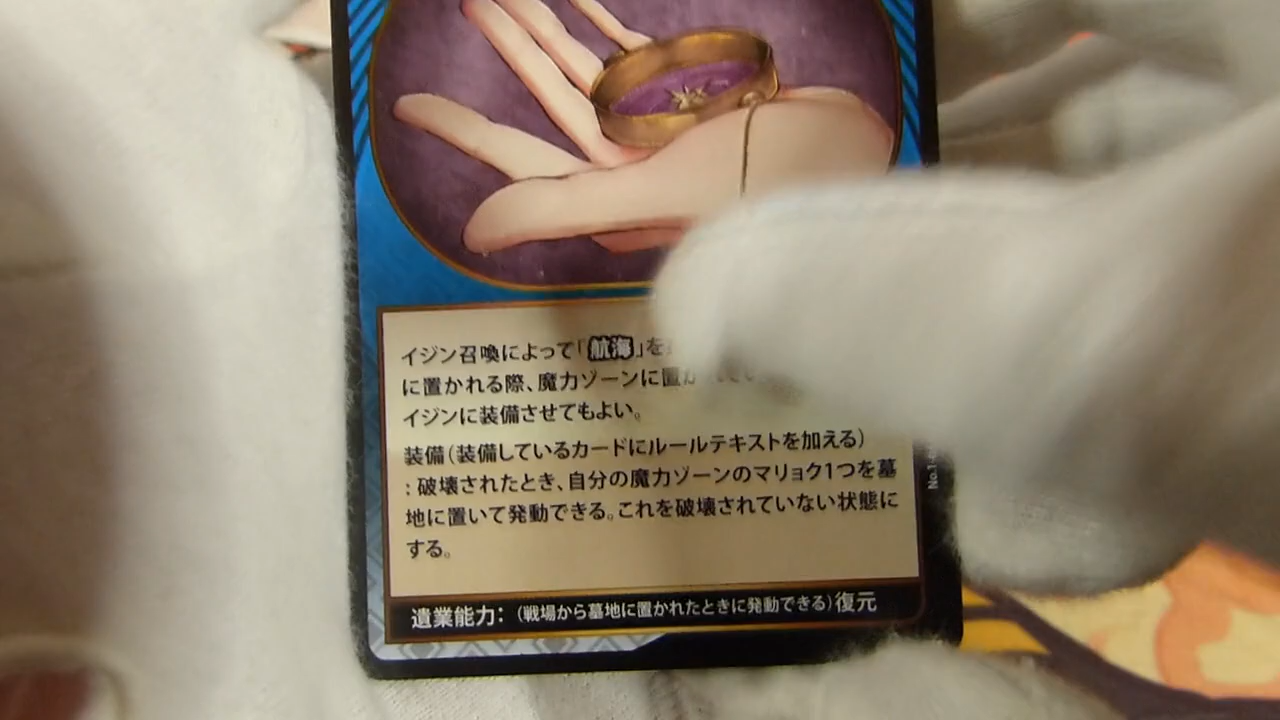 イジン召喚によって「航海」を
に置かれる際、魔力ゾーンに置か
イジンに装備させてもよい。
装備(装備しているカードにルールテキストを加える)
:破壊されたとき、自分の魔力ゾーンのマリョク1つを墓
地に置いて発動できる。これを破壊されていない状態に
する。
遺業能力:(戦場から墓地に置かれたときに発動できる)復元
No.1-